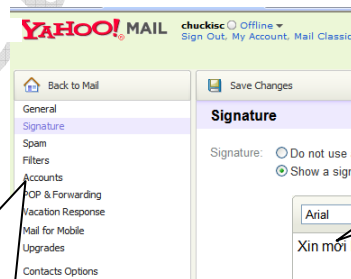 YAHOO! MAIL
chuckisc Offline
Sign Out, My Account, Mail Classic
Back to Mail
Save Changes
General
Signature
Spam
Filters
Accounts
POP & Forwarding
Vacation Response
Mail for Mobile
Upgrades
Contacts Options
Signature
Signature:
Do not use
Show a sign
Arial
Xin mời